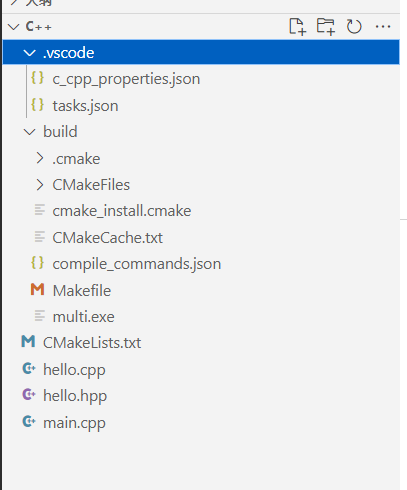 大纲
C++
.vscode
{} c_cpp_properties.json
{} tasks.json
build
.cmake
CMakeFiles
cmake_install.cmake
CMakeCache.txt
{} compile_commands.json
M Makefile
multi.exe
M CMakeLists.txt
C++ hello.cpp
C++ hello.hpp
C++ main.cpp